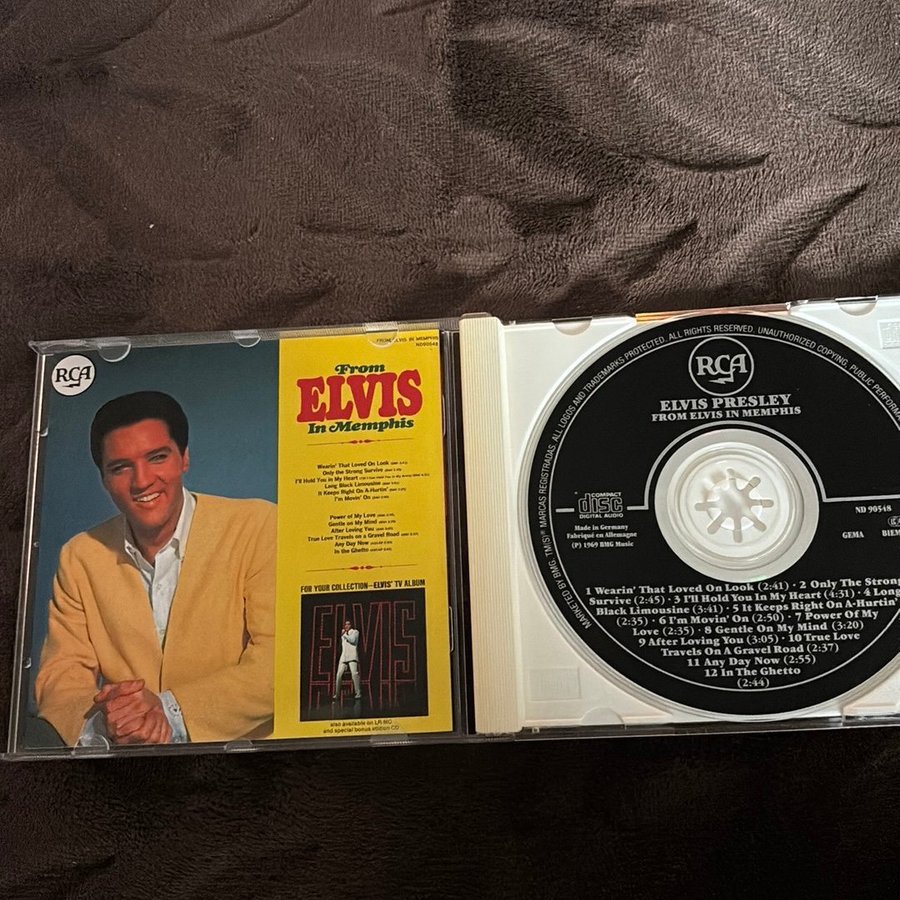 RCA
FROM ELVIS IN MEMPHIS
ND90548
From
ELVIS
In Memphis
Wearin' That Loved On Look
Only the Strong Survive
I'll Hold You in My Heart
Long Black Limousine
It Keeps Right On A-Hurtin'
I'm Movin' On
Power of My Love
Gentle on My Mind
After Loving You
True Love Travels on a Gravel Road
Any Day Now
In the Ghetto
FOR YOUR COLLECTION—ELVIS' TV ALBUM
ELVIS
also available on LP/MC
and special bonus edition CD
MARKETED BY BMG. TM(S)® MARCAS REGISTRADAS. ALL LOGOS AND TRADEMARKS PROTECTED. ALL RIGHTS RESERVED. UNAUTHORIZED COPYING, PUBLIC
RCA
ELVIS PRESLEY
FROM ELVIS IN MEMPHIS
COMPACT
disc
DIGITAL AUDIO
Made in Germany
Fabriqué en Allemagne
(P) 1969 BMG Music
ND 90548
GEMA
1 Wearin' That Loved On Look (2:41) · 2 Only The Strong
Survive (2:45) · 3 I'll Hold You In My Heart (4:31) · 4 Long
Black Limousine (3:41) · 5 It Keeps Right On A-Hurtin'
(2:35) · 6 I'm Movin' On (2:50) · 7 Power Of My
Love (2:35) · 8 Gentle On My Mind (3:20)
9 After Loving You (3:05) · 10 True Love
Travels On A Gravel Road (2:37)
11 Any Day Now (2:55)
12 In The Ghetto
(2:44)